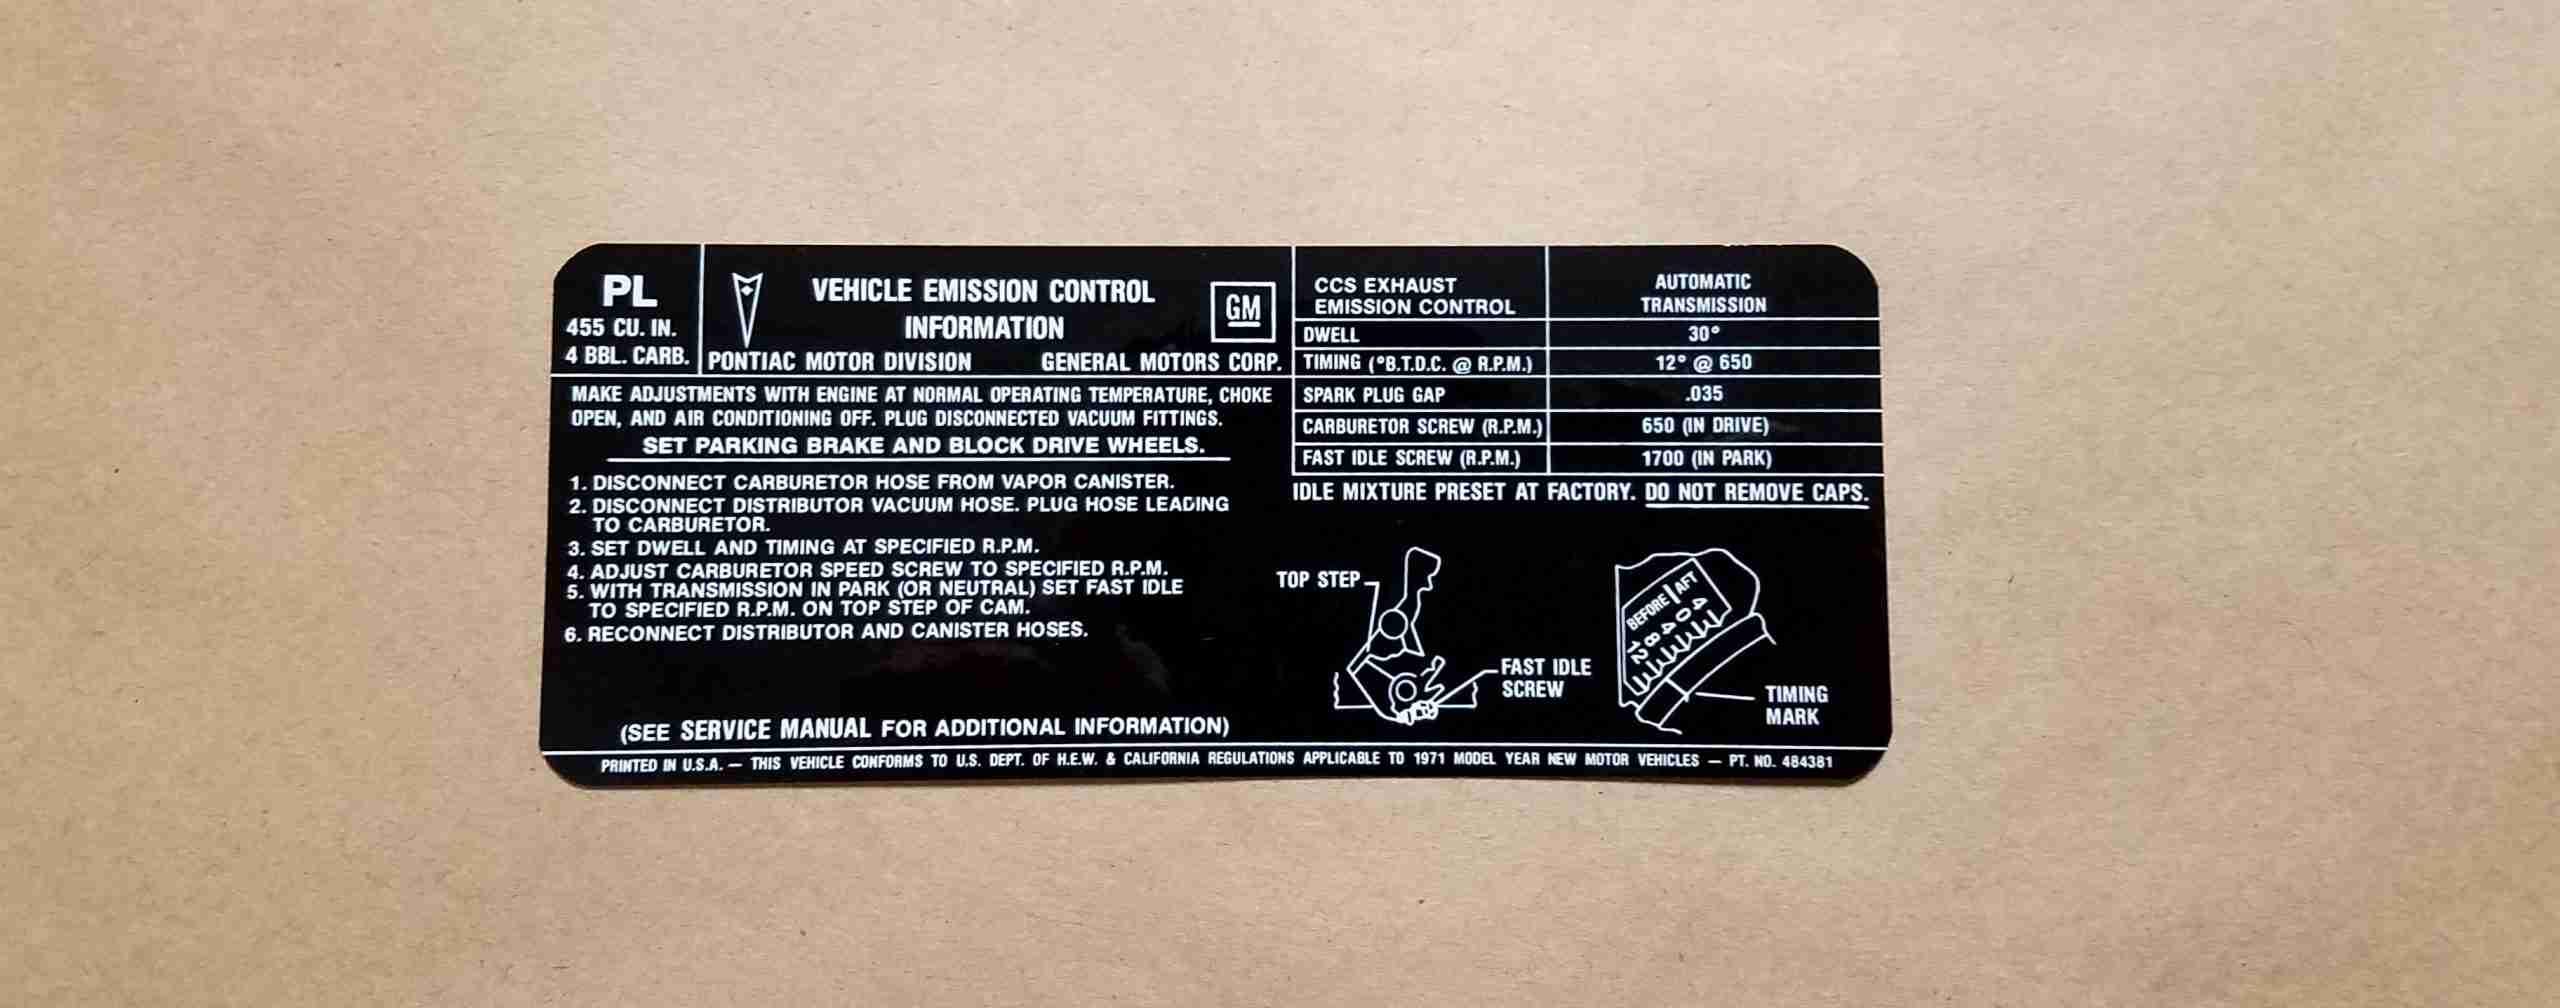 PL
455 CU. IN.
4 BBL. CARB.
VEHICLE EMISSION CONTROL
INFORMATION
GM
PONTIAC MOTOR DIVISION GENERAL MOTORS CORP.
MAKE ADJUSTMENTS WITH ENGINE AT NORMAL OPERATING TEMPERATURE, CHOKE
OPEN, AND AIR CONDITIONING OFF. PLUG DISCONNECTED VACUUM FITTINGS.
SET PARKING BRAKE AND BLOCK DRIVE WHEELS.
1. DISCONNECT CARBURETOR HOSE FROM VAPOR CANISTER.
2. DISCONNECT DISTRIBUTOR VACUUM HOSE. PLUG HOSE LEADING
TO CARBURETOR.
3. SET DWELL AND TIMING AT SPECIFIED R.P.M.
4. ADJUST CARBURETOR SPEED SCREW TO SPECIFIED R.P.M.
5. WITH TRANSMISSION IN PARK (OR NEUTRAL) SET FAST IDLE
TO SPECIFIED R.P.M. ON TOP STEP OF CAM.
6. RECONNECT DISTRIBUTOR AND CANISTER HOSES.
(SEE SERVICE MANUAL FOR ADDITIONAL INFORMATION)
CCS EXHAUST
EMISSION CONTROL
AUTOMATIC
TRANSMISSION
DWELL 30°
TIMING (°B.T.D.C. @ R.P.M.) 12° @ 650
SPARK PLUG GAP .035
CARBURETOR SCREW (R.P.M.) 650 (IN DRIVE)
FAST IDLE SCREW (R.P.M.) 1700 (IN PARK)
IDLE MIXTURE PRESET AT FACTORY. DO NOT REMOVE CAPS.
TOP STEP
FAST IDLE
SCREW
BEFORE AFT
12 8 4 0 4
TIMING
MARK
PRINTED IN U.S.A. — THIS VEHICLE CONFORMS TO U.S. DEPT. OF H.E.W. & CALIFORNIA REGULATIONS APPLICABLE TO 1971 MODEL YEAR NEW MOTOR VEHICLES — PT. NO. 484381